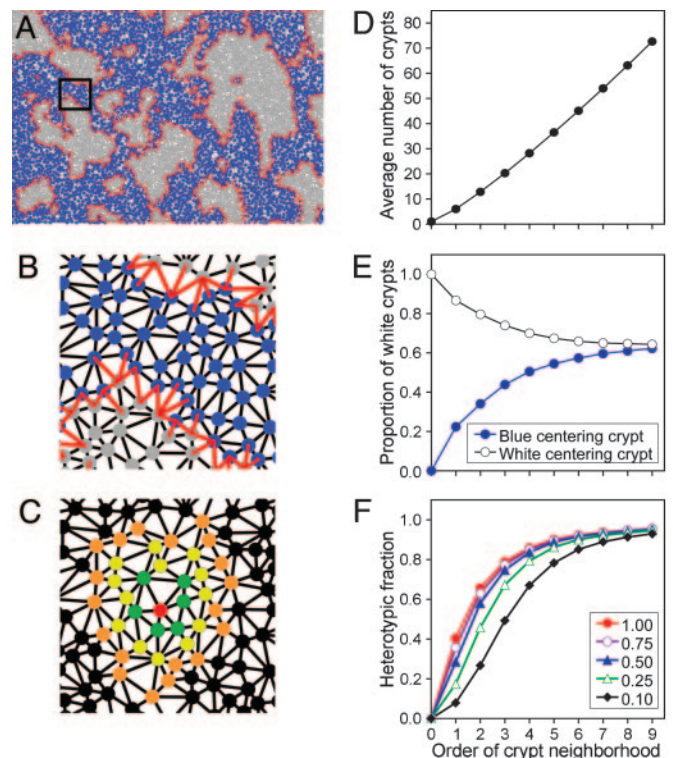 A
B
C
D
Average number of crypts
80
70
60
50
40
30
20
10
0
E
Proportion of white crypts
1.0
0.8
0.6
0.4
0.2
0.0
Blue centering crypt
White centering crypt
F
Heterotypic fraction
1.0
0.8
0.6
0.4
0.2
0.0
1.00
0.75
0.50
0.25
0.10
0 1 2 3 4 5 6 7 8 9
Order of crypt neighborhood